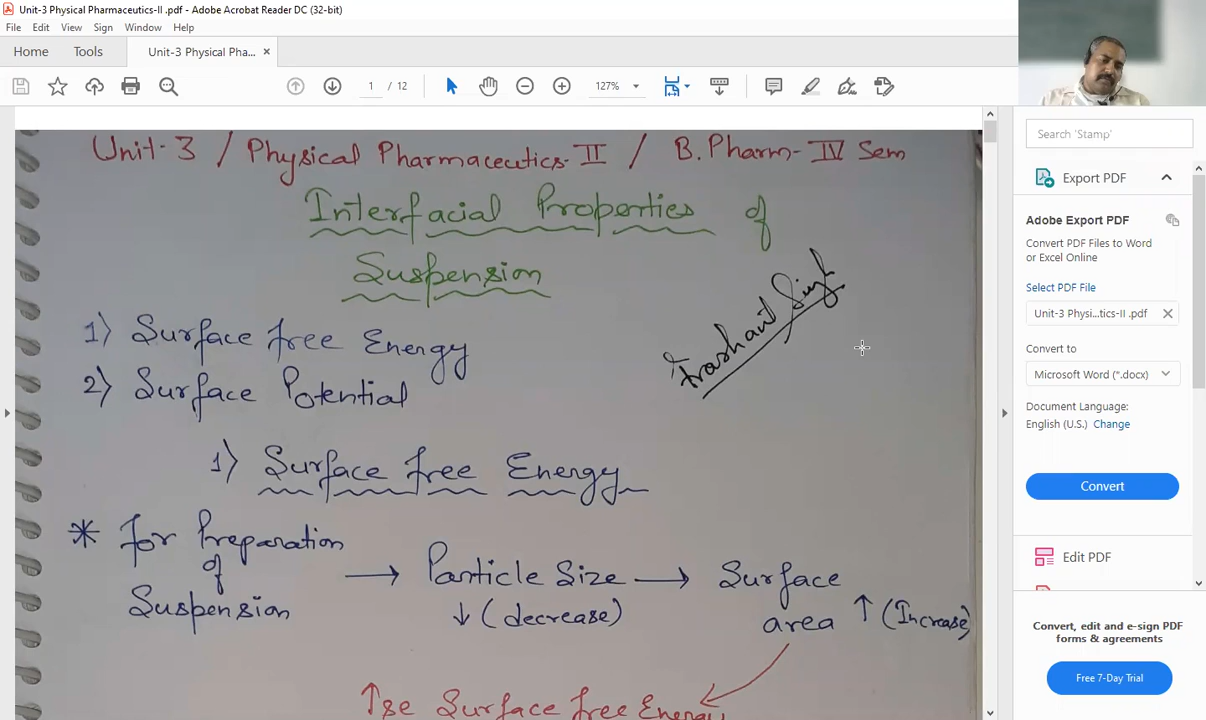 Unit-3 Physical Pharmaceutics-II .pdf - Adobe Acrobat Reader DC (32-bit)
File Edit View Sign Window Help
Home Tools Unit-3 Physical Pha... ×
1 / 12 127%
Search 'Stamp'
Export PDF
Adobe Export PDF
Convert PDF Files to Word
or Excel Online
Select PDF File
Unit-3 Physi...tics-II .pdf
Convert to
Microsoft Word (*.docx)
Document Language:
English (U.S.) Change
Convert
Edit PDF
Convert, edit and e-sign PDF
forms & agreements
Free 7-Day Trial
Unit-3 / Physical Pharmaceutics-II / B.Pharm-IV Sem
Interfacial Properties of
Suspension
Prashant Singh
1) Surface free Energy
2) Surface Potential
1) Surface free Energy
* For Preparation of Suspension → Particle Size ↓ (decrease) → Surface area ↑ (Increase)
↑se Surface free Energy